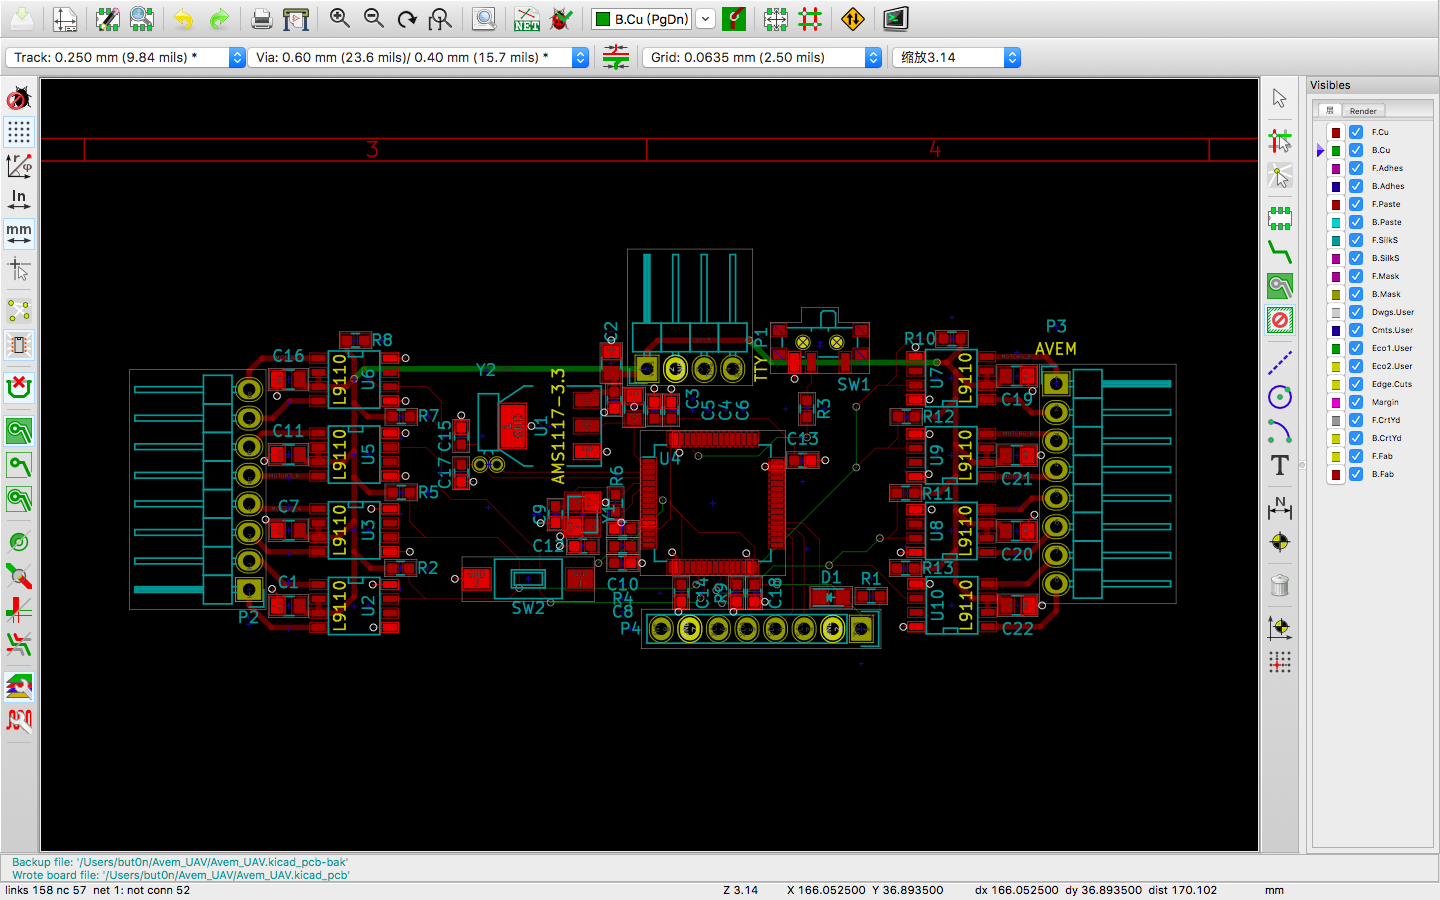 NET
B.Cu (PgDn)
Track: 0.250 mm (9.84 mils) *
Via: 0.60 mm (23.6 mils)/ 0.40 mm (15.7 mils) *
Grid: 0.0635 mm (2.50 mils)
缩放3.14
Visibles
层
Render
F.Cu
B.Cu
F.Adhes
B.Adhes
F.Paste
B.Paste
F.SilkS
B.SilkS
F.Mask
B.Mask
Dwgs.User
Cmts.User
Eco1.User
Eco2.User
Edge.Cuts
Margin
F.CrtYd
B.CrtYd
F.Fab
B.Fab
In
mm
T
N
3
4
C2
P1
TTY
R8
C16
L9110
U6
Y2
R7
C11
L9110
U5
C15
C17
U1
AMS1117-3.3
R5
C7
L9110
U3
R2
C1
L9110
U2
P2
C3
C5
C4
C6
SW1
R3
C13
U4
R6
C9
Y1
C12
SW2
C10
R4
C8
P4
C14
R9
C18
D1
R1
R10
P3
AVEM
U7
L9110
C19
R12
U9
L9110
C21
R11
U8
L9110
C20
R13
U10
L9110
C22
Backup file: '/Users/but0n/Avem_UAV/Avem_UAV.kicad_pcb-bak'
Wrote board file: '/Users/but0n/Avem_UAV/Avem_UAV.kicad_pcb'
links 158 nc 57 net 1: not conn 52
Z 3.14
X 166.052500 Y 36.893500
dx 166.052500 dy 36.893500 dist 170.102
mm